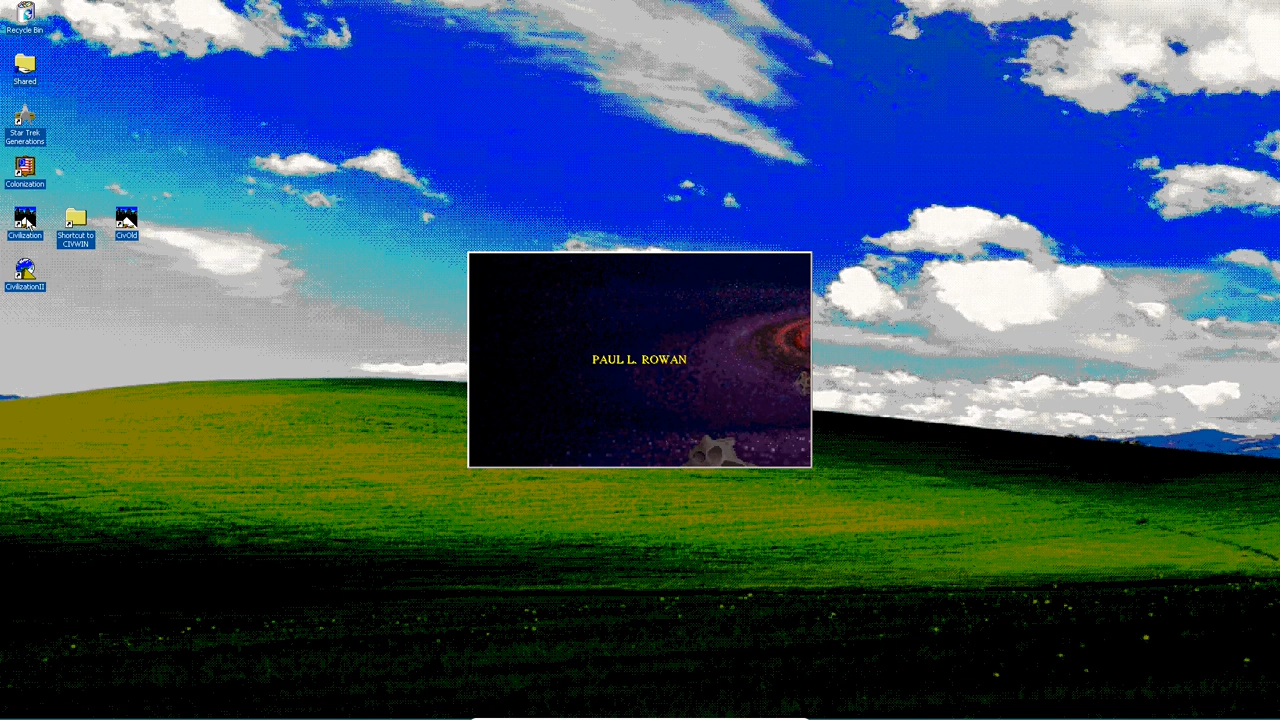 Recycle Bin
Shared
Star Trek
Generations
Colonization
Civilization
Shortcut to
CIVWIN
CivOld
CivilizationII
PAUL L. ROWAN